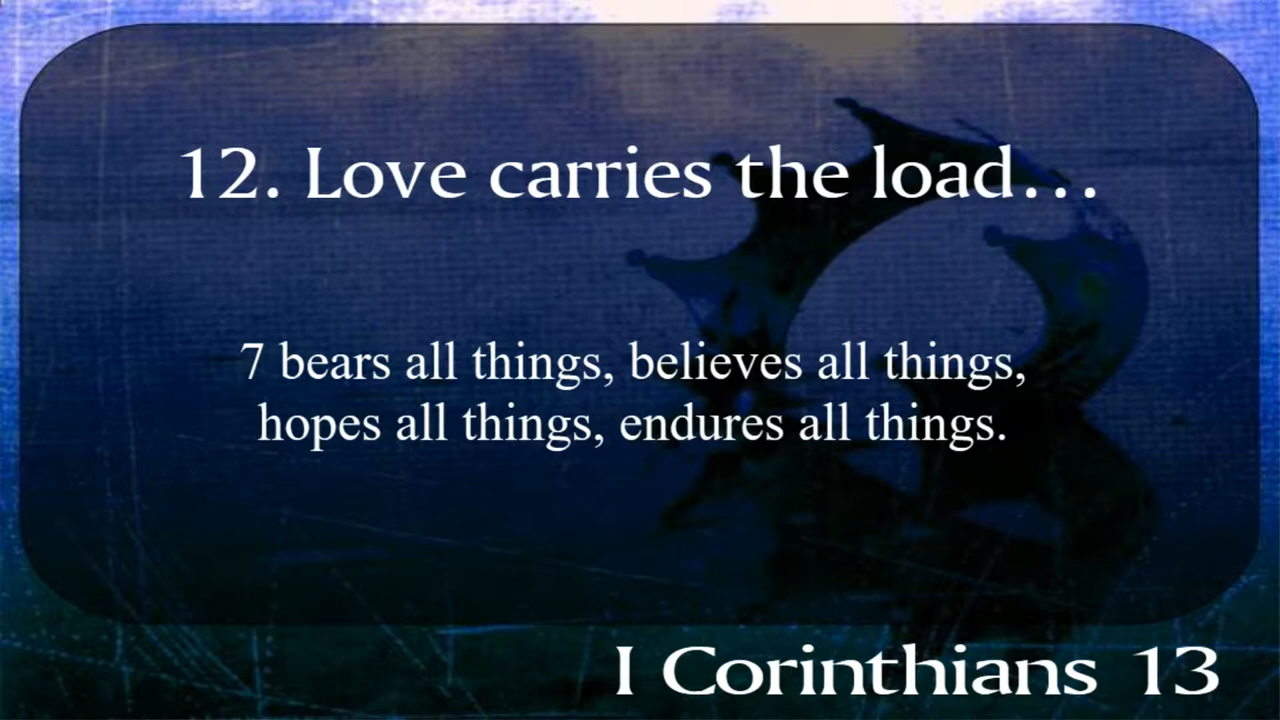 12. Love carries the load…
7 bears all things, believes all things,
hopes all things, endures all things.
I Corinthians 13